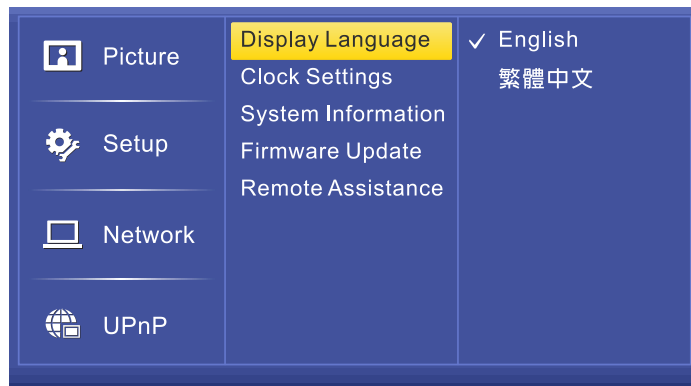 Picture
Setup
Network
UPnP
Display Language
Clock Settings
System Information
Firmware Update
Remote Assistance
✓ English
繁體中文